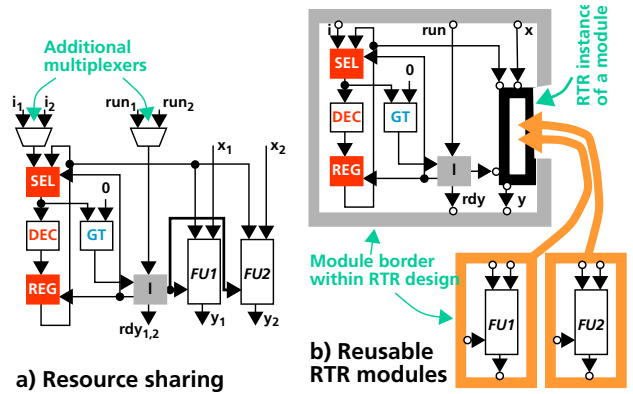 Additional
multiplexers
i1 i2 run1 run2
x1 x2
SEL
0
DEC GT
REG I FU1 FU2
rdy1,2 y1 y2
a) Resource sharing
i run x
SEL
0
DEC GT
REG I
rdy y
RTR instance
of a module
Module border
within RTR design
FU1 FU2
b) Reusable
RTR modules